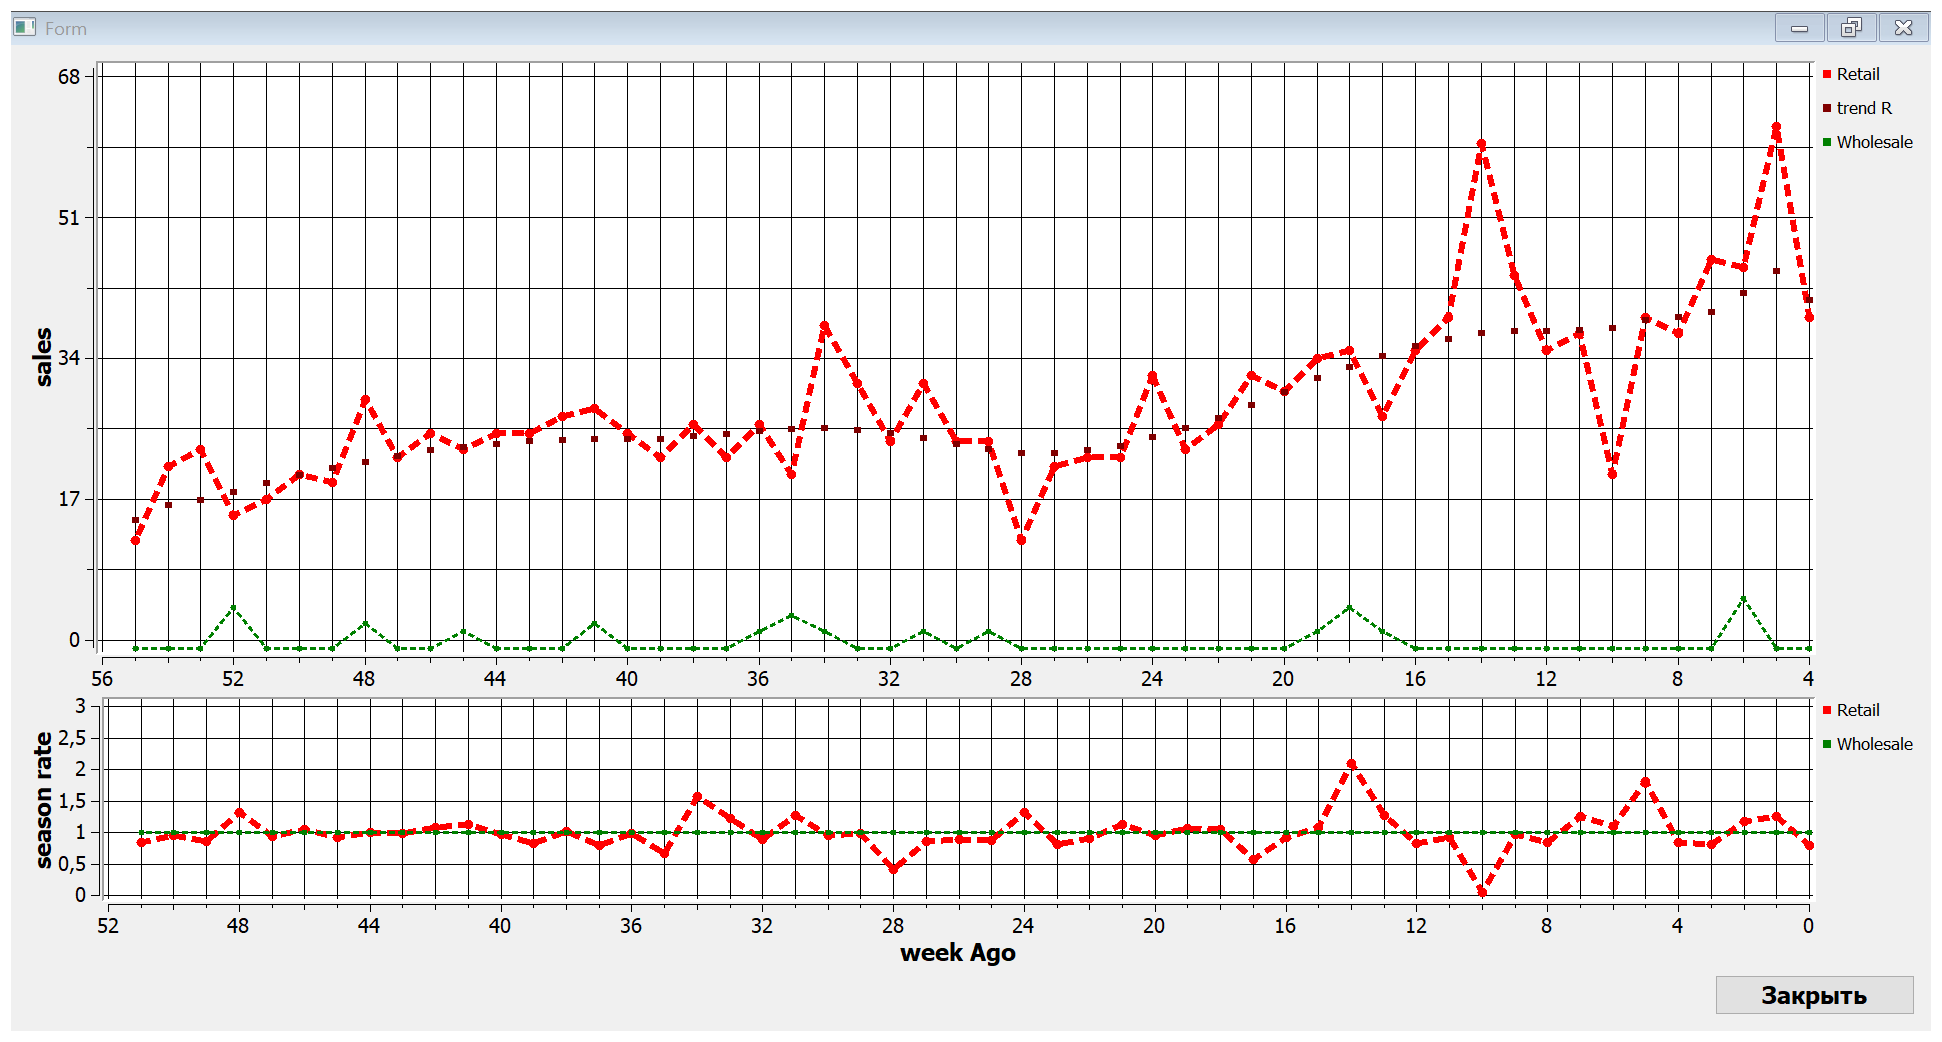 Form
68
51
34
17
0
sales
56 52 48 44 40 36 32 28 24 20 16 12 8 4
Retail
trend R
Wholesale
3
2,5
2
1,5
1
0,5
0
season rate
52 48 44 40 36 32 28 24 20 16 12 8 4 0
week Ago
Retail
Wholesale
Закрыть